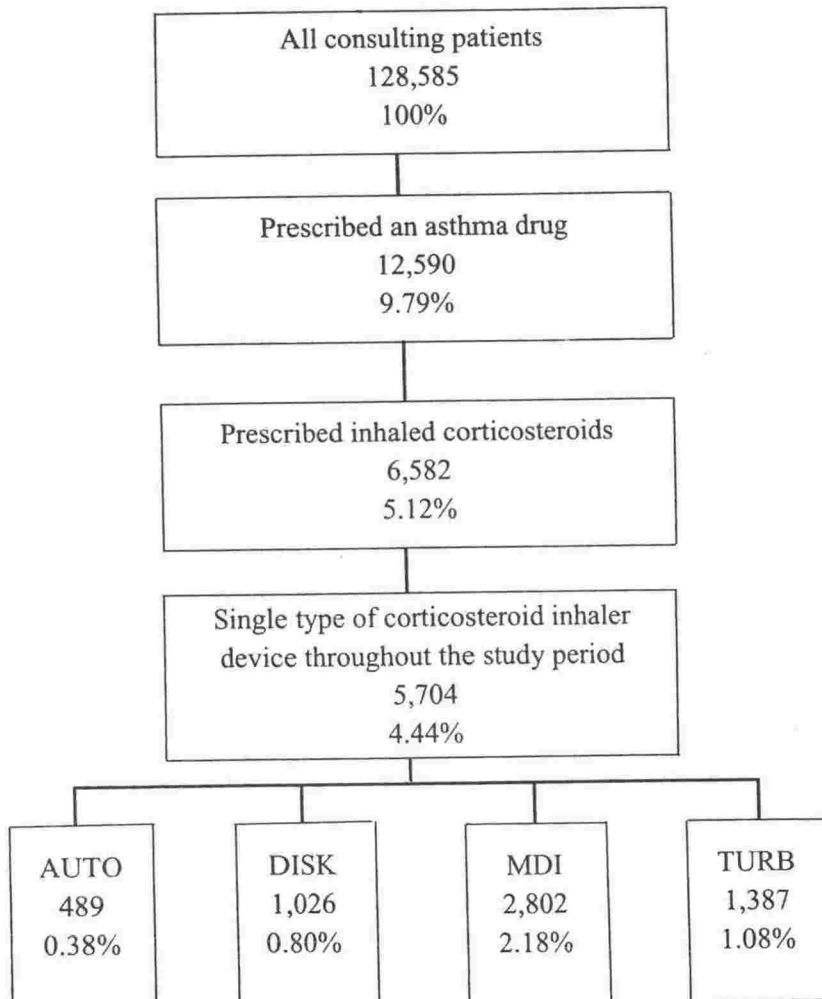 All consulting patients
128,585
100%
Prescribed an asthma drug
12,590
9.79%
Prescribed inhaled corticosteroids
6,582
5.12%
Single type of corticosteroid inhaler
device throughout the study period
5,704
4.44%
AUTO
489
0.38%
DISK
1,026
0.80%
MDI
2,802
2.18%
TURB
1,387
1.08%